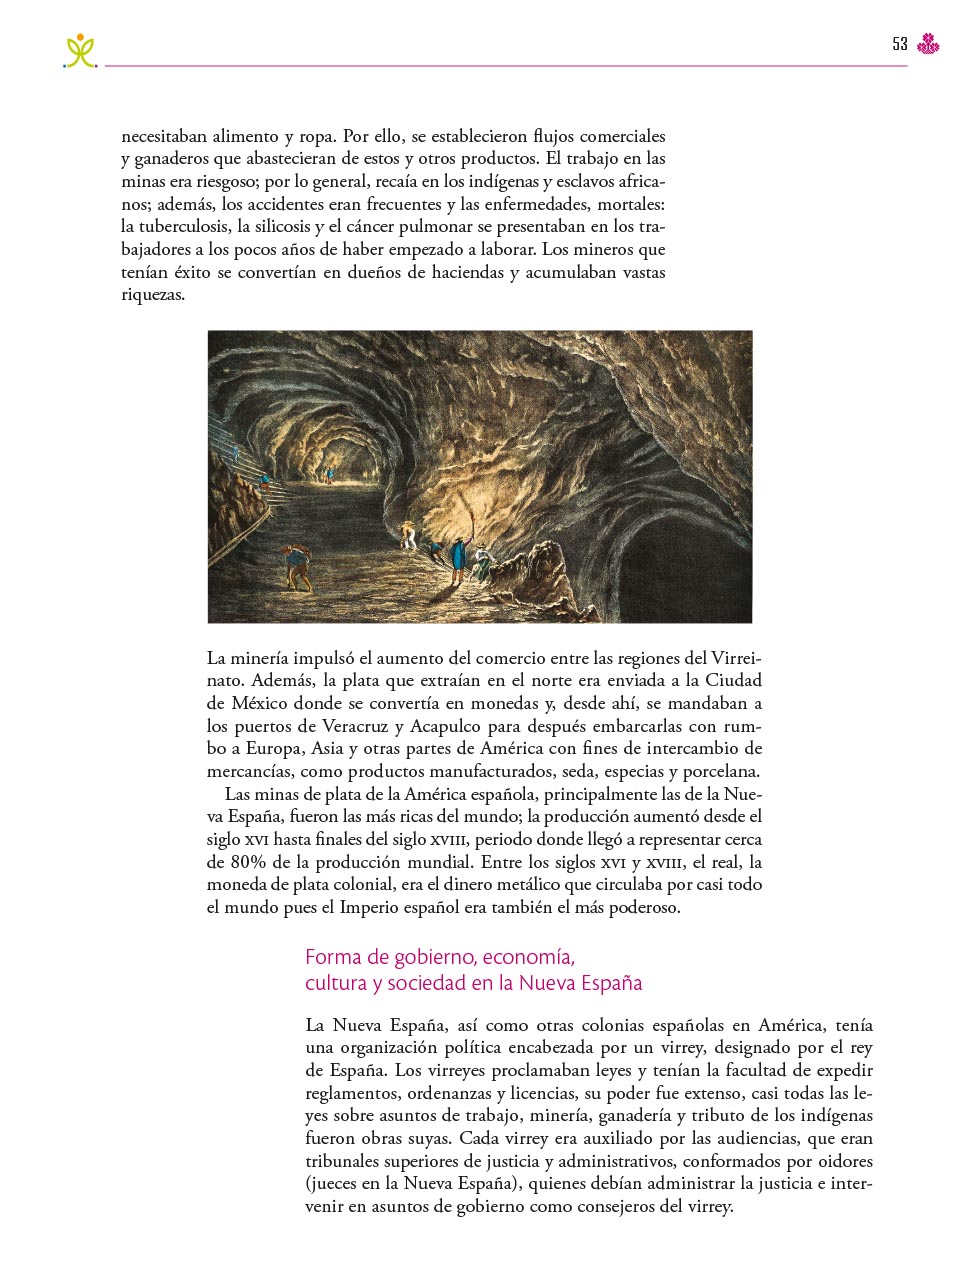 53
necesitaban alimento y ropa. Por ello, se establecieron flujos comerciales
y ganaderos que abastecieran de estos y otros productos. El trabajo en las
minas era riesgoso; por lo general, recaía en los indígenas y esclavos africa-
nos; además, los accidentes eran frecuentes y las enfermedades, mortales:
la tuberculosis, la silicosis y el cáncer pulmonar se presentaban en los tra-
bajadores a los pocos años de haber empezado a laborar. Los mineros que
tenían éxito se convertían en dueños de haciendas y acumulaban vastas
riquezas.
La minería impulsó el aumento del comercio entre las regiones del Virrei-
nato. Además, la plata que extraían en el norte era enviada a la Ciudad
de México donde se convertía en monedas y, desde ahí, se mandaban a
los puertos de Veracruz y Acapulco para después embarcarlas con rum-
bo a Europa, Asia y otras partes de América con fines de intercambio de
mercancías, como productos manufacturados, seda, especias y porcelana.
Las minas de plata de la América española, principalmente las de la Nue-
va España, fueron las más ricas del mundo; la producción aumentó desde el
siglo XVI hasta finales del siglo XVIII, periodo donde llegó a representar cerca
de 80% de la producción mundial. Entre los siglos XVI y XVIII, el real, la
moneda de plata colonial, era el dinero metálico que circulaba por casi todo
el mundo pues el Imperio español era también el más poderoso.
Forma de gobierno, economía,
cultura y sociedad en la Nueva España
La Nueva España, así como otras colonias españolas en América, tenía
una organización política encabezada por un virrey, designado por el rey
de España. Los virreyes proclamaban leyes y tenían la facultad de expedir
reglamentos, ordenanzas y licencias, su poder fue extenso, casi todas las le-
yes sobre asuntos de trabajo, minería, ganadería y tributo de los indígenas
fueron obras suyas. Cada virrey era auxiliado por las audiencias, que eran
tribunales superiores de justicia y administrativos, conformados por oidores
(jueces en la Nueva España), quienes debían administrar la justicia e inter-
venir en asuntos de gobierno como consejeros del virrey.